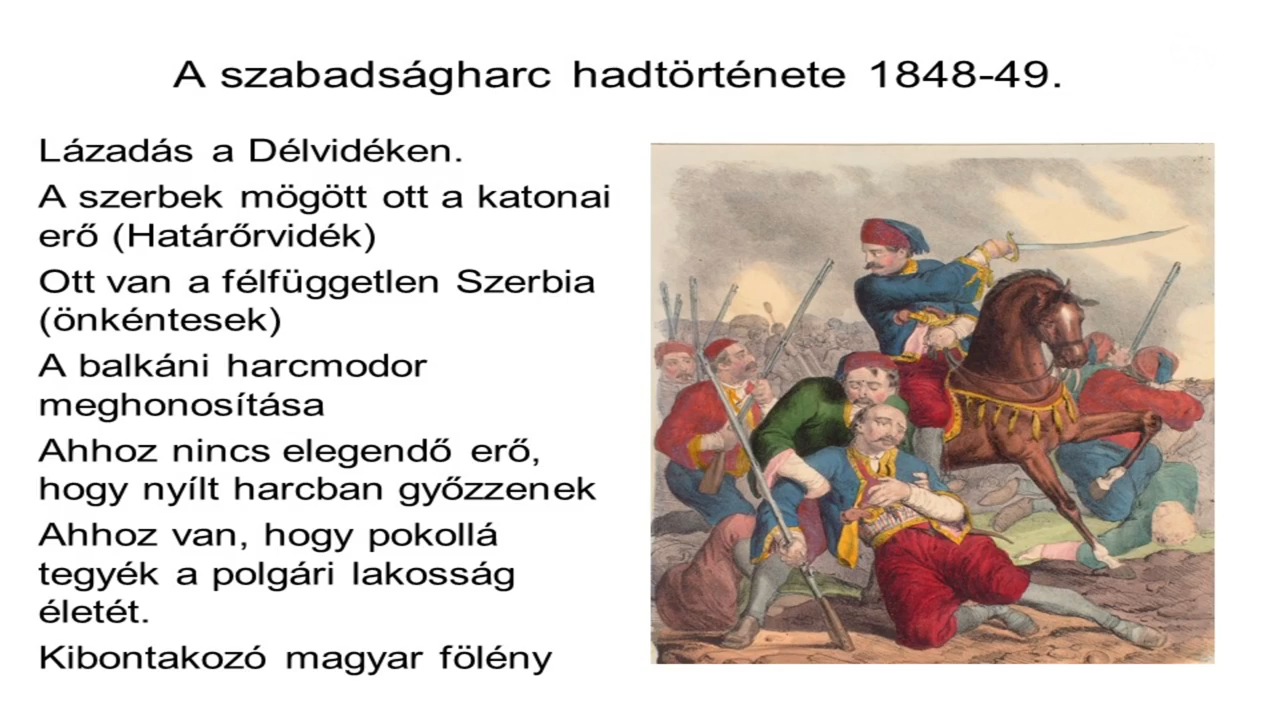 A szabadságharc hadtörténete 1848-49.
Lázadás a Délvidéken.
A szerbek mögött ott a katonai
erő (Határőrvidék)
Ott van a félfüggetlen Szerbia
(önkéntesek)
A balkáni harcmodor
meghonosítása
Ahhoz nincs elegendő erő,
hogy nyílt harcban győzzenek
Ahhoz van, hogy pokollá
tegyék a polgári lakosság
életét.
Kibontakozó magyar fölény